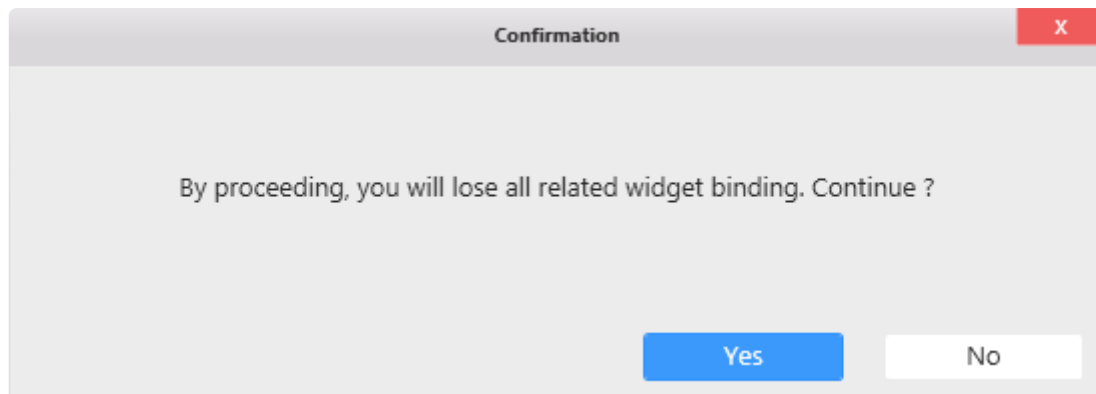 Confirmation
X
By proceeding, you will lose all related widget binding. Continue ?
Yes
No